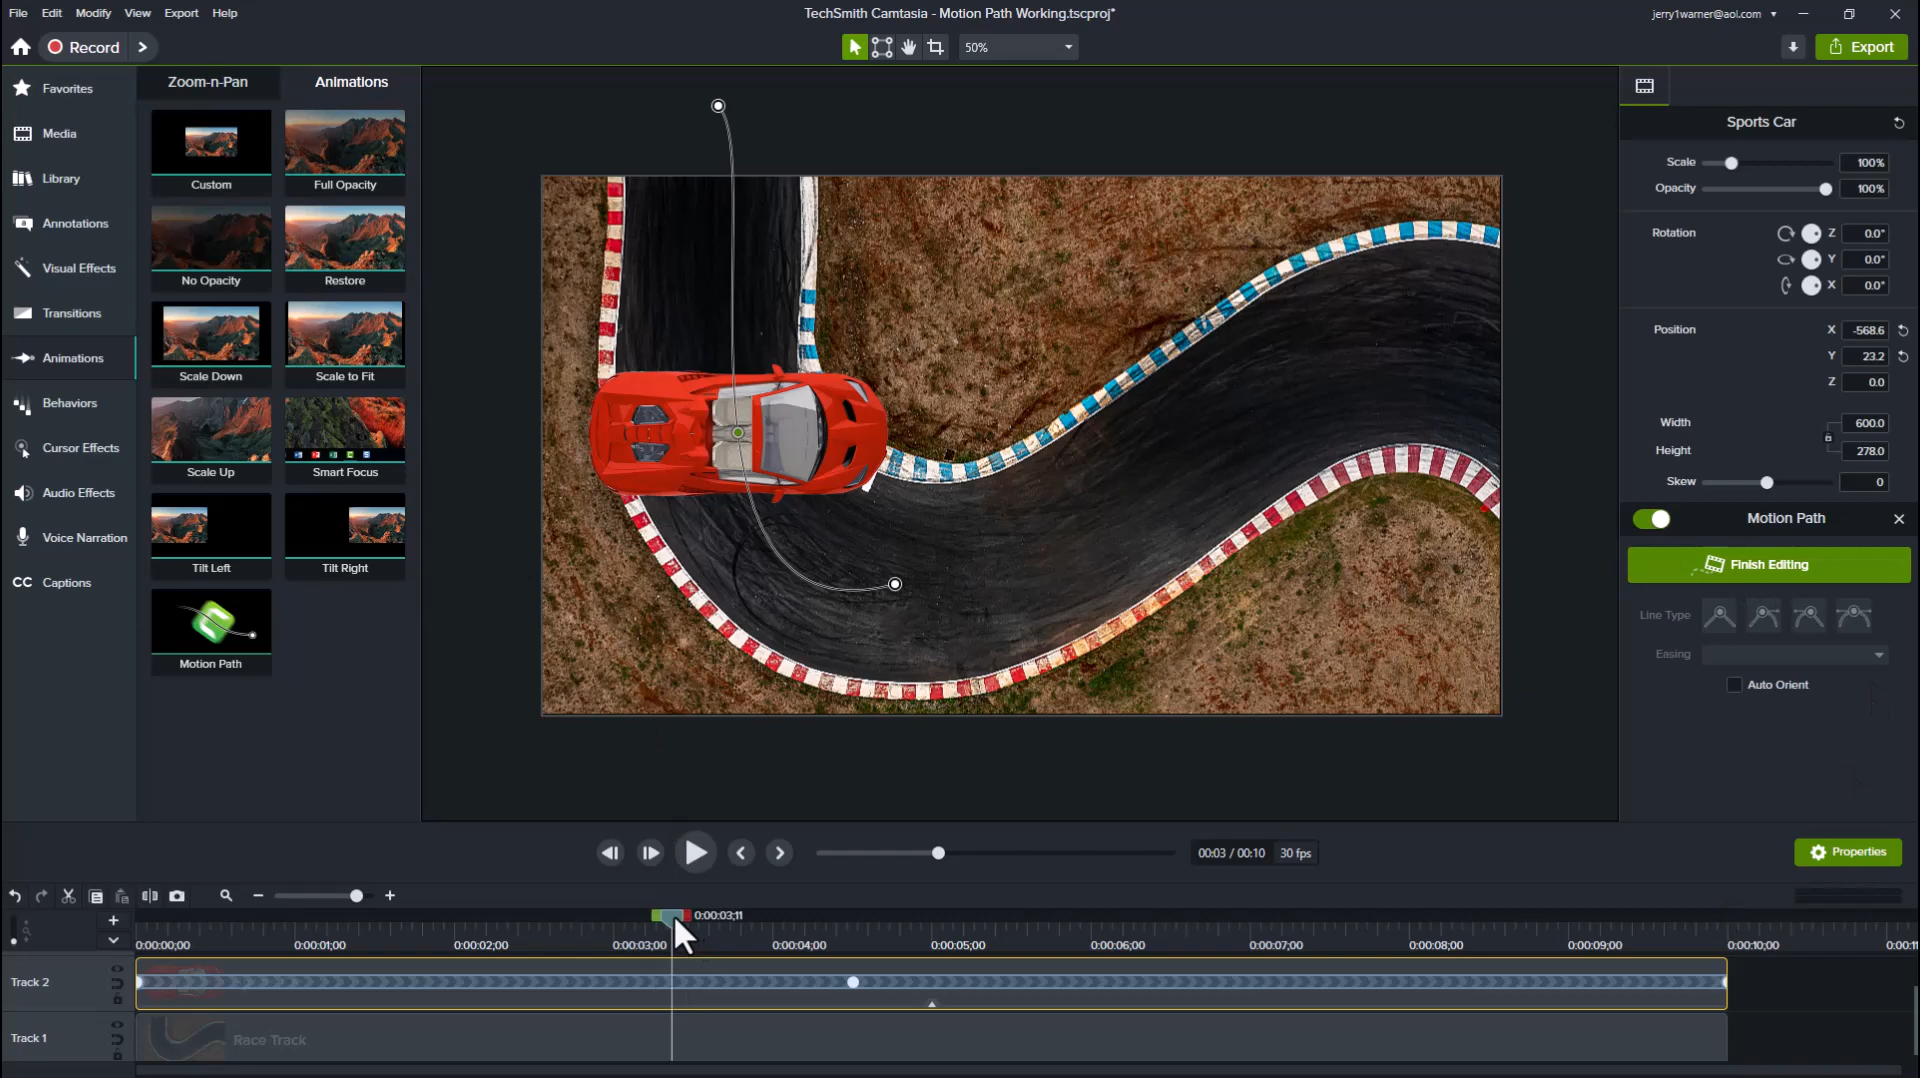 File Edit Modify View Export Help
TechSmith Camtasia - Motion Path Working.tscproj*
jerry1warner@aol.com
Record
50%
Export
Favorites
Media
Library
Annotations
Visual Effects
Transitions
Animations
Behaviors
Cursor Effects
Audio Effects
Voice Narration
CC Captions
Zoom-n-Pan Animations
Custom Full Opacity
No Opacity Restore
Scale Down Scale to Fit
Scale Up Smart Focus
Tilt Left Tilt Right
Motion Path
Sports Car
Scale 100%
Opacity 100%
Rotation Z 0.0°
Y 0.0°
X 0.0°
Position X -568.6
Y 23.2
Z 0.0
Width 600.0
Height 278.0
Skew 0
Motion Path
Finish Editing
Line Type
Easing
Auto Orient
00:03 / 00:10 30 fps
Properties
0:00:03;11
0:00:00;00 0:00:01;00 0:00:02;00 0:00:03;00 0:00:04;00 0:00:05;00 0:00:06;00 0:00:07;00 0:00:08;00 0:00:09;00 0:00:10;00 0:00:11
Track 2
Track 1
Race Track